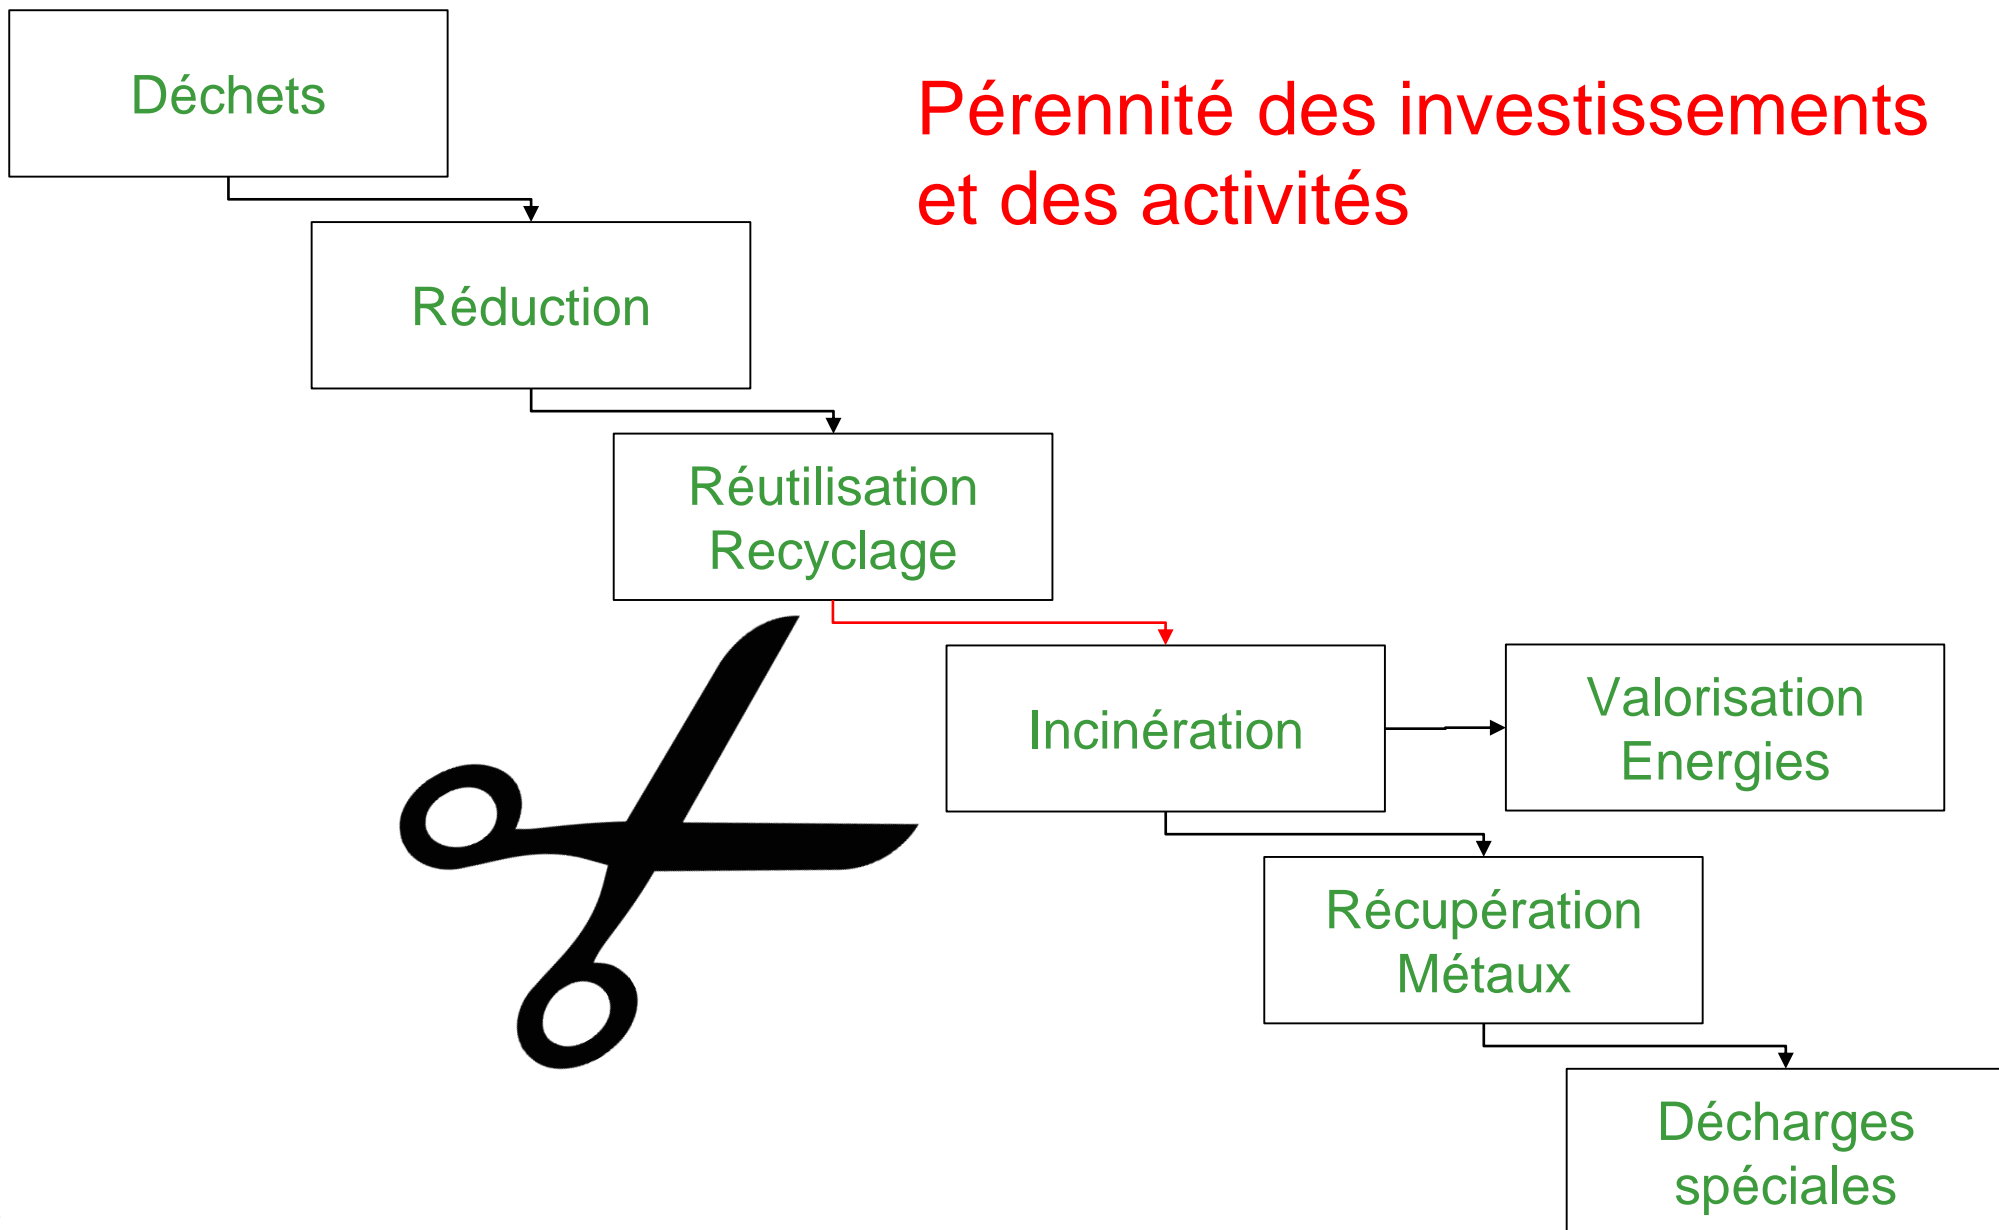 Déchets
Pérennité des investissements
et des activités
Réduction
Réutilisation
Recyclage
Incinération
Valorisation
Energies
Récupération
Métaux
Décharges
spéciales